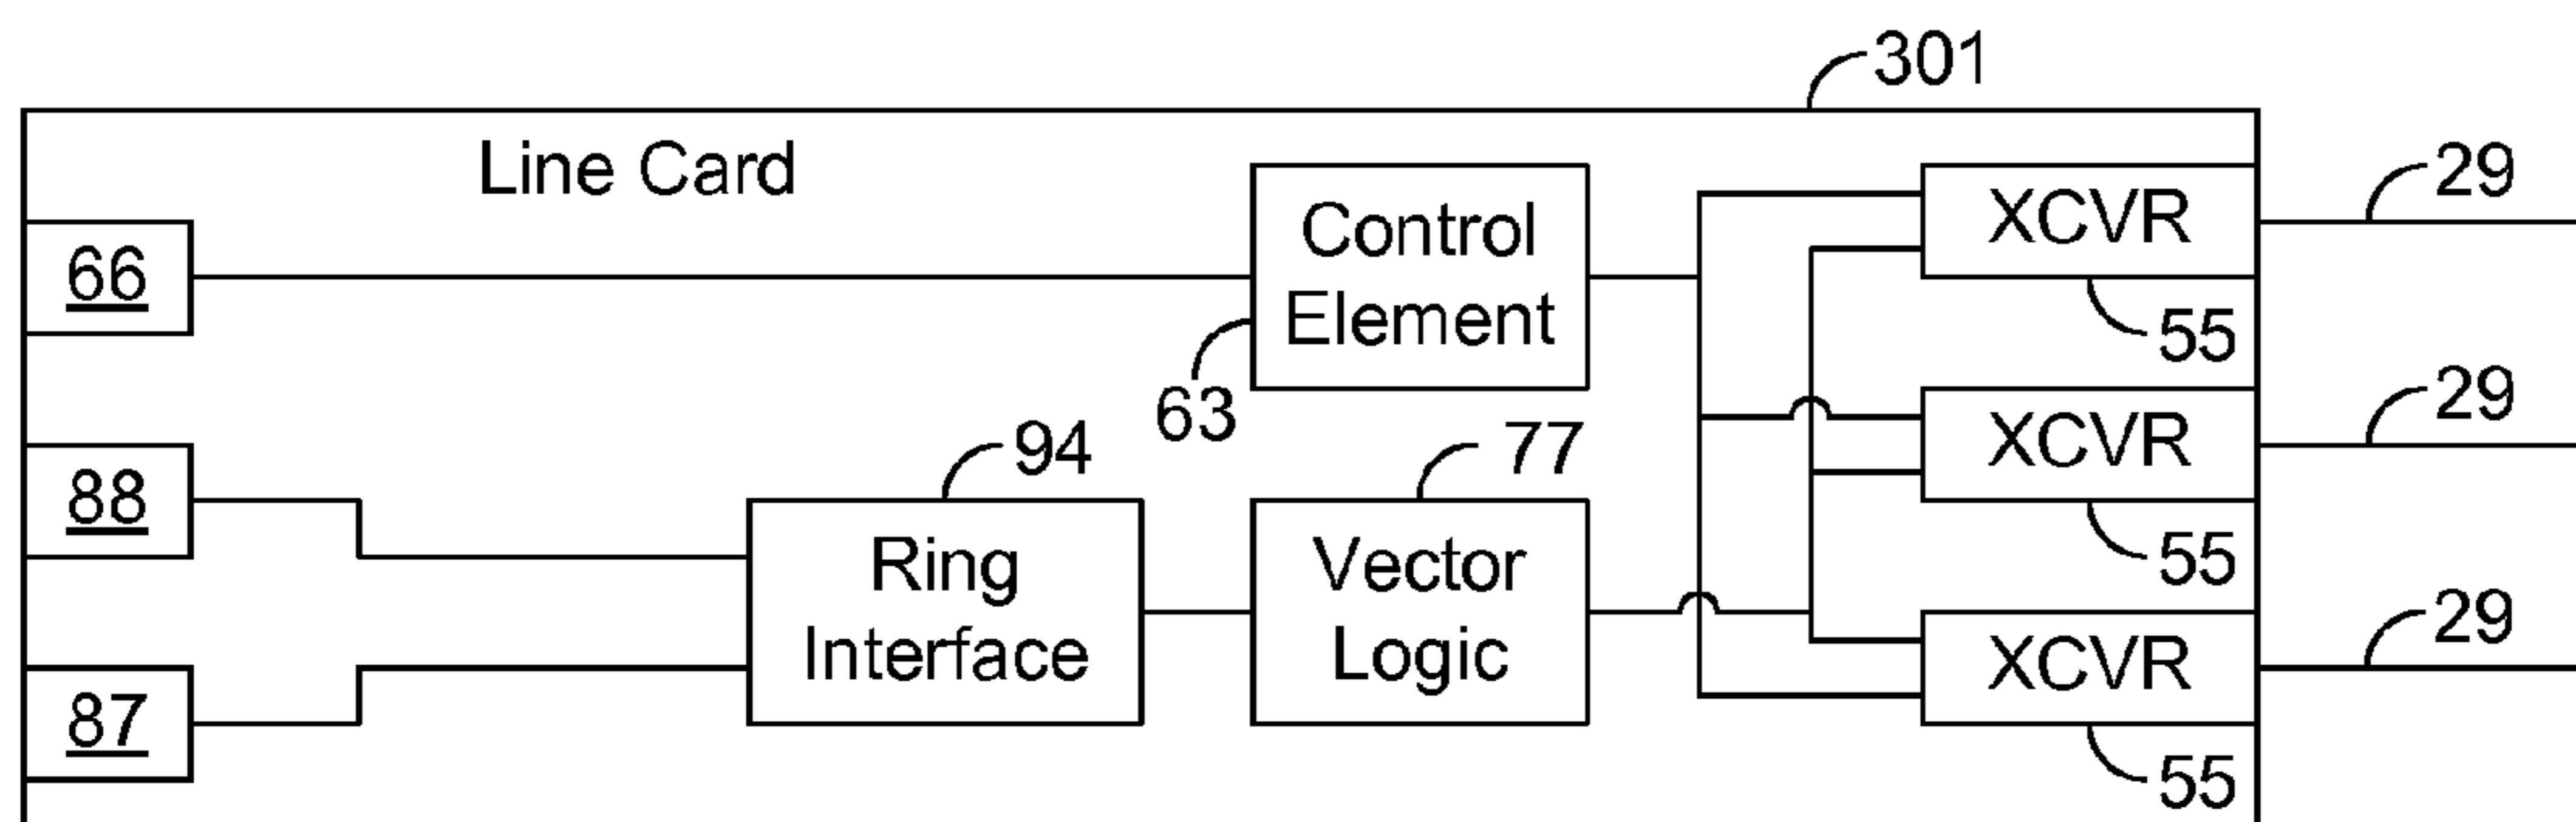 301
Line Card
29
XCVR
Control
Element
66
55
63
29
XCVR
94
77
88
55
Ring
Interface
Vector
Logic
29
XCVR
87
55